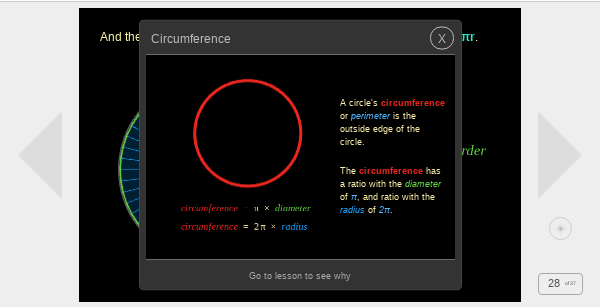 And the
πr.
Circumference
X
A circle's circumference
or perimeter is the
outside edge of the
circle.
The circumference has
a ratio with the diameter
of π, and ratio with the
radius of 2π.
rder
circumference = π × diameter
circumference = 2π × radius
Go to lesson to see why
28 of 37